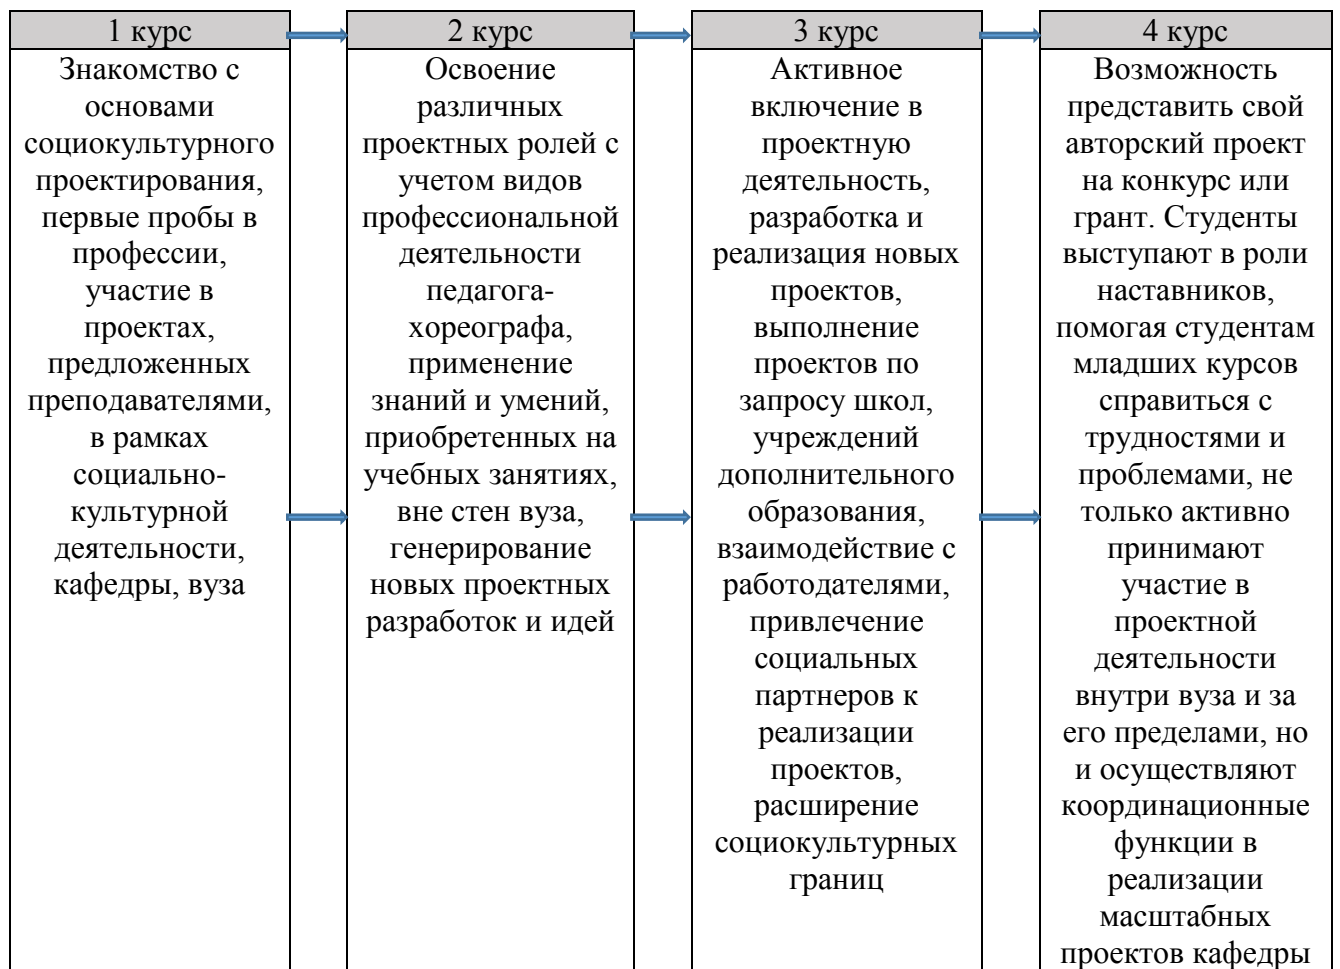 1 курс
Знакомство с
основами
социокультурного
проектирования,
первые пробы в
профессии,
участие в
проектах,
предложенных
преподавателями,
в рамках
социально-
культурной
деятельности,
кафедры, вуза
2 курс
Освоение
различных
проектных ролей с
учетом видов
профессиональной
деятельности
педагога-
хореографа,
применение
знаний и умений,
приобретенных на
учебных занятиях,
вне стен вуза,
генерирование
новых проектных
разработок и идей
3 курс
Активное
включение в
проектную
деятельность,
разработка и
реализация новых
проектов,
выполнение
проектов по
запросу школ,
учреждений
дополнительного
образования,
взаимодействие с
работодателями,
привлечение
социальных
партнеров к
реализации
проектов,
расширение
социокультурных
границ
4 курс
Возможность
представить свой
авторский проект
на конкурс или
грант. Студенты
выступают в роли
наставников,
помогая студентам
младших курсов
справиться с
трудностями и
проблемами, не
только активно
принимают
участие в
проектной
деятельности
внутри вуза и за
его пределами, но
и осуществляют
координационные
функции в
реализации
масштабных
проектов кафедры